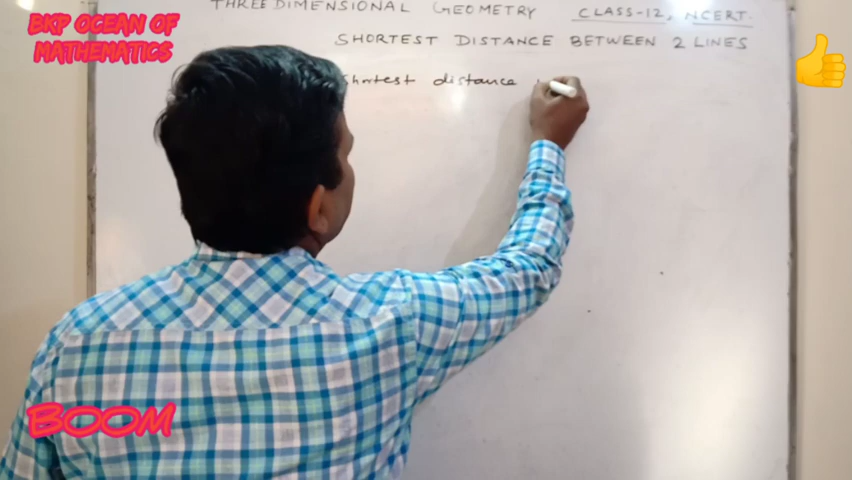 BKP OCEAN OF
MATHEMATICS
THREE DIMENSIONAL GEOMETRY CLASS-12, NCERT.
SHORTEST DISTANCE BETWEEN 2 LINES
Shortest distance
BOOM